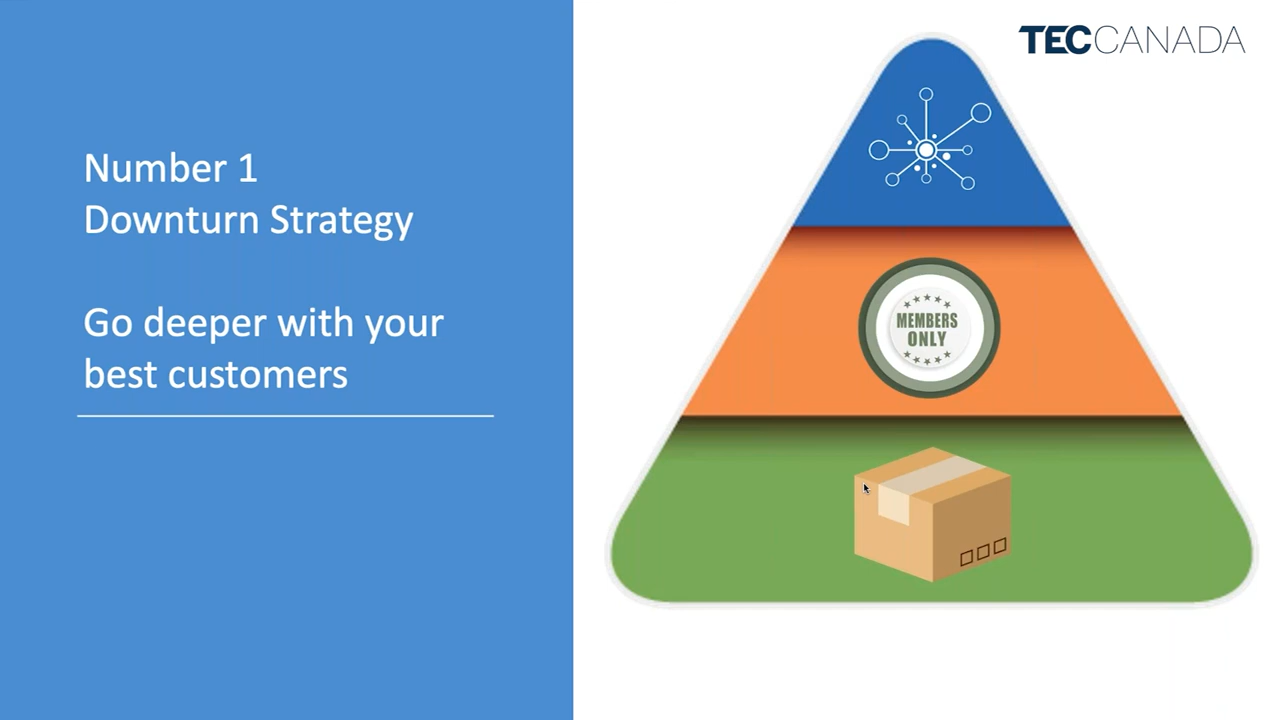 TECCANADA
Number 1
Downturn Strategy
Go deeper with your
best customers
MEMBERS
ONLY